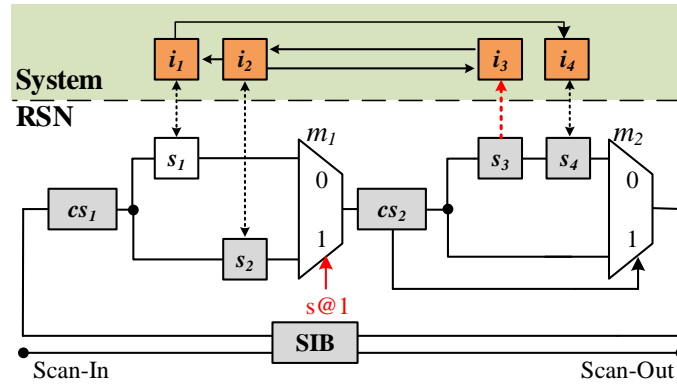 i1 i2 i3 i4
System
RSN
m1 m2
s1 s3 s4
0 0
cs1 cs2
1 1
s2
s@1
SIB
Scan-In Scan-Out